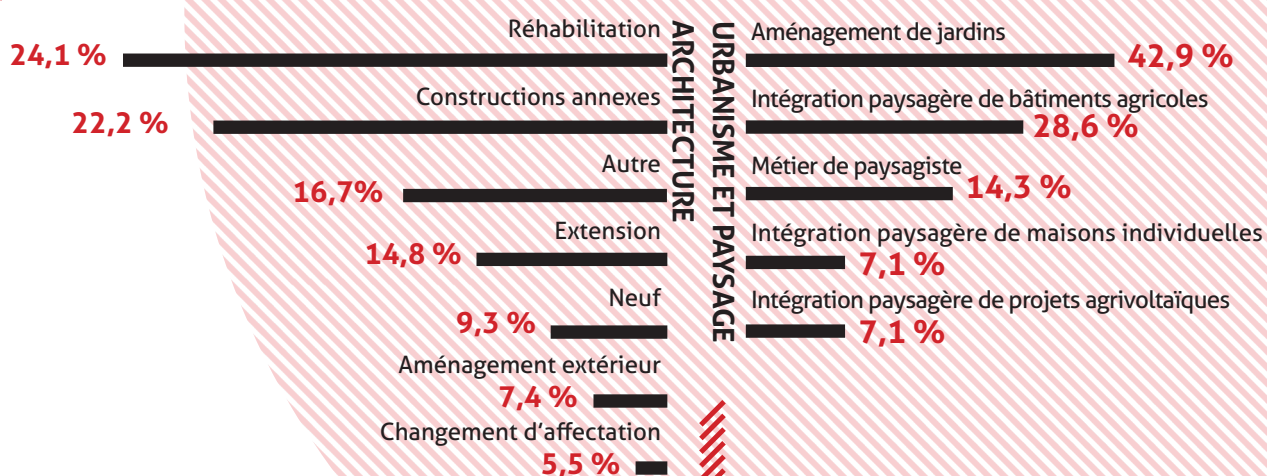 ARCHITECTURE
Réhabilitation
24,1 %
Constructions annexes
22,2 %
Autre
16,7%
Extension
14,8 %
Neuf
9,3 %
Aménagement extérieur
7,4 %
Changement d'affectation
5,5 %
URBANISME ET PAYSAGE
Aménagement de jardins
42,9 %
Intégration paysagère de bâtiments agricoles
28,6 %
Métier de paysagiste
14,3 %
Intégration paysagère de maisons individuelles
7,1 %
Intégration paysagère de projets agrivoltaïques
7,1 %